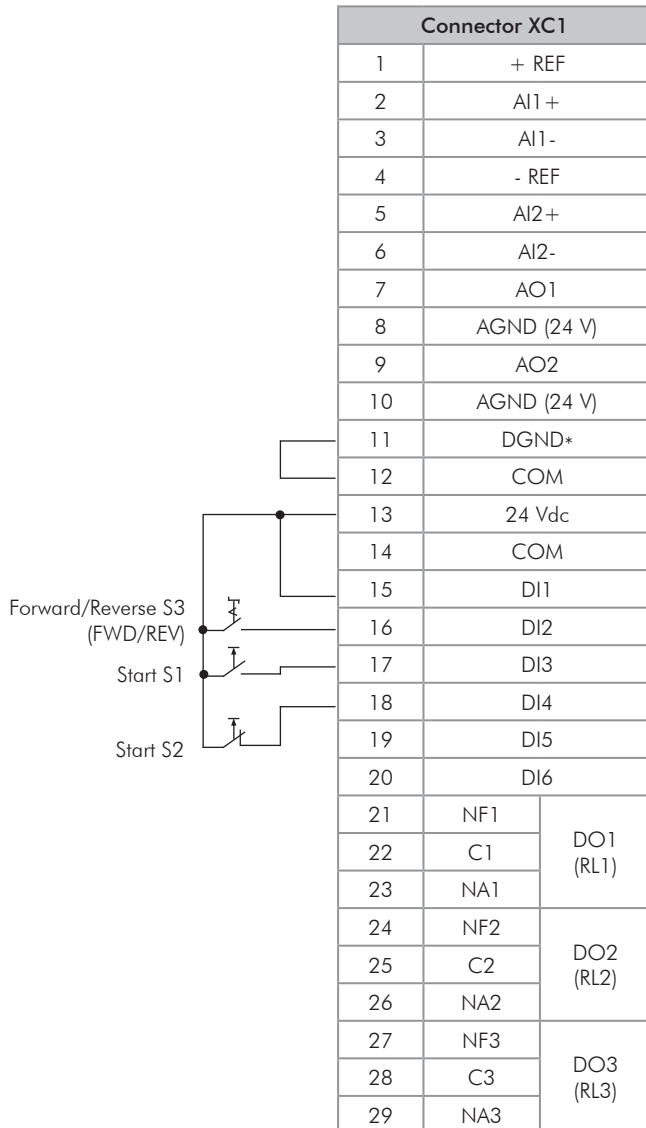 Connector XC1
1 + REF
2 AI1+
3 AI1-
4 - REF
5 AI2+
6 AI2-
7 AO1
8 AGND (24 V)
9 AO2
10 AGND (24 V)
11 DGND*
12 COM
13 24 Vdc
14 COM
15 DI1
Forward/Reverse S3
(FWD/REV)
16 DI2
Start S1
17 DI3
18 DI4
Start S2
19 DI5
20 DI6
21 NF1
22 C1
23 NA1
DO1
(RL1)
24 NF2
25 C2
26 NA2
DO2
(RL2)
27 NF3
28 C3
29 NA3
DO3
(RL3)